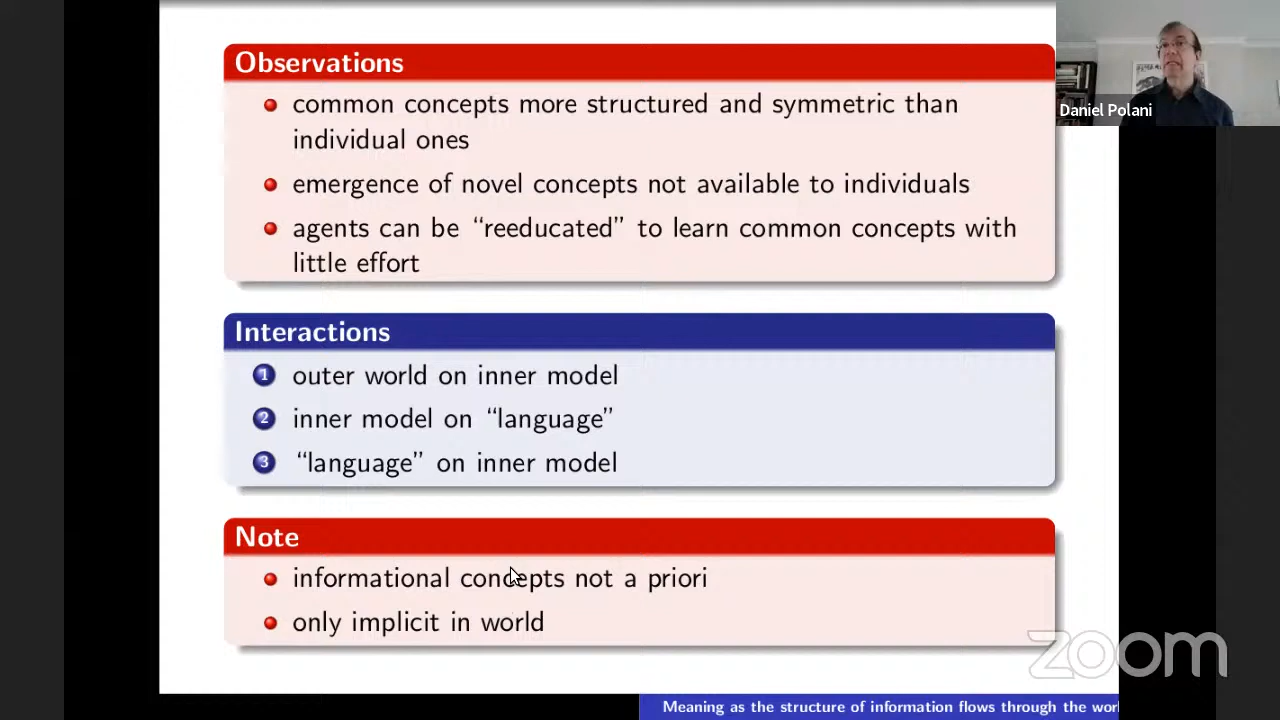 Observations
common concepts more structured and symmetric than
individual ones
emergence of novel concepts not available to individuals
agents can be “reeducated” to learn common concepts with
little effort
Interactions
1 outer world on inner model
2 inner model on “language”
3 “language” on inner model
Note
informational concepts not a priori
only implicit in world
Daniel Polani
zoom
Meaning as the structure of information flows through the wor